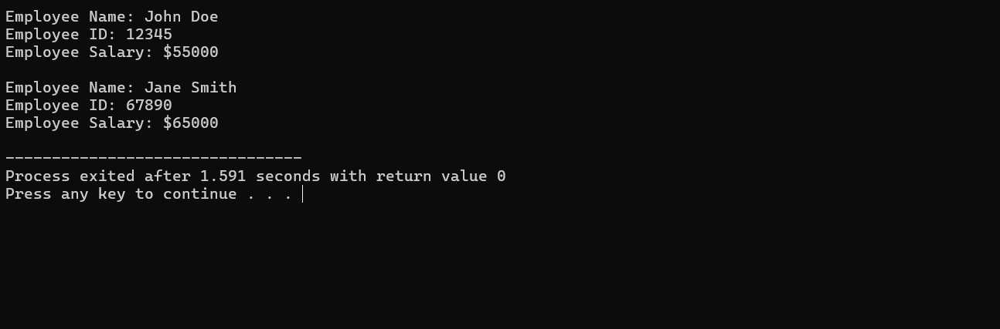 Employee Name: John Doe
Employee ID: 12345
Employee Salary: $55000
Employee Name: Jane Smith
Employee ID: 67890
Employee Salary: $65000
--------------------------------
Process exited after 1.591 seconds with return value 0
Press any key to continue . . .